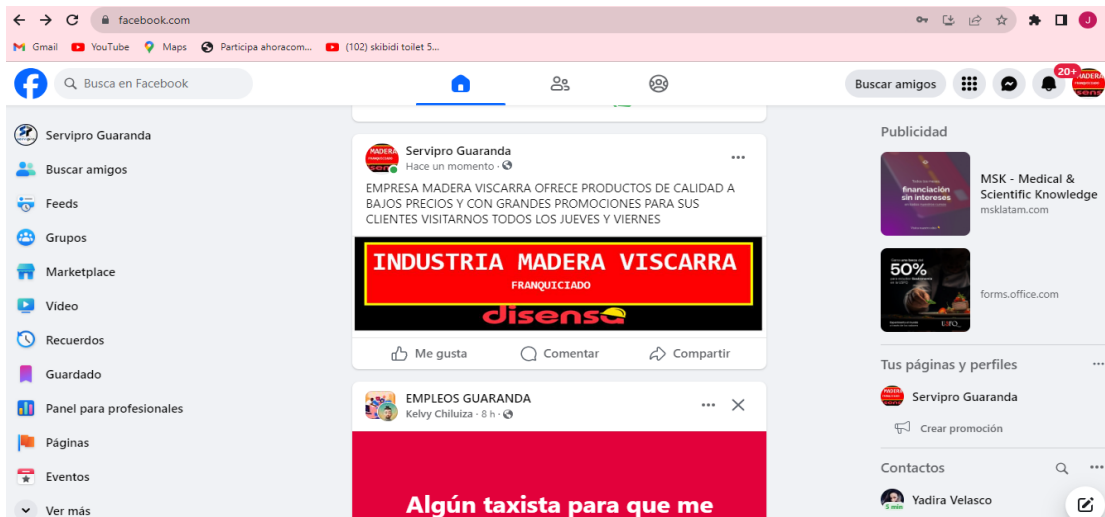 facebook.com
J
Gmail
YouTube
Maps
Participa ahoracom...
(102) skibidi toilet 5...
Busca en Facebook
Buscar amigos
20+
Servipro Guaranda
Buscar amigos
Feeds
Grupos
Marketplace
Video
Recuerdos
Guardado
Panel para profesionales
Páginas
Eventos
Ver más
Servipro Guaranda
Hace un momento ·
EMPRESA MADERA VISCARRA OFRECE PRODUCTOS DE CALIDAD A
BAJOS PRECIOS Y CON GRANDES PROMOCIONES PARA SUS
CLIENTES VISITARNOS TODOS LOS JUEVES Y VIERNES
INDUSTRIA MADERA VISCARRA
FRANQUICIADO
disensa
Me gusta
Comentar
Compartir
EMPLEOS GUARANDA
Kelvy Chiluiza · 8 h ·
Algún taxista para que me
Publicidad
financiación
sin intereses
MSK - Medical &
Scientific Knowledge
msklatam.com
50%
forms.office.com
Tus páginas y perfiles
Servipro Guaranda
Crear promoción
Contactos
Yadira Velasco
5 min